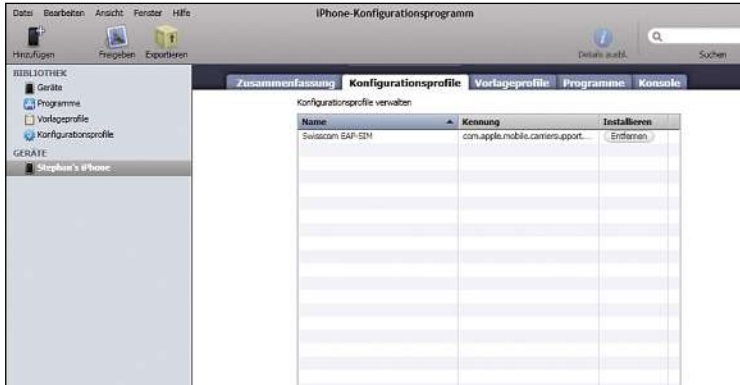 Datei Bearbeiten Ansicht Fenster Hilfe
iPhone-Konfigurationsprogramm
Hinzufügen Freigeben Exportieren Details ausbl. Suchen
BIBLIOTHEK
Geräte
Programme
Vorlageprofile
Konfigurationsprofile
GERÄTE
Stephan's iPhone
Zusammenfassung Konfigurationsprofile Vorlageprofile Programme Konsole
Konfigurationsprofile verwalten
Name Kennung Installieren
Swisscom EAP-SIM com.apple.mobile.carriersupport.... Entfernen